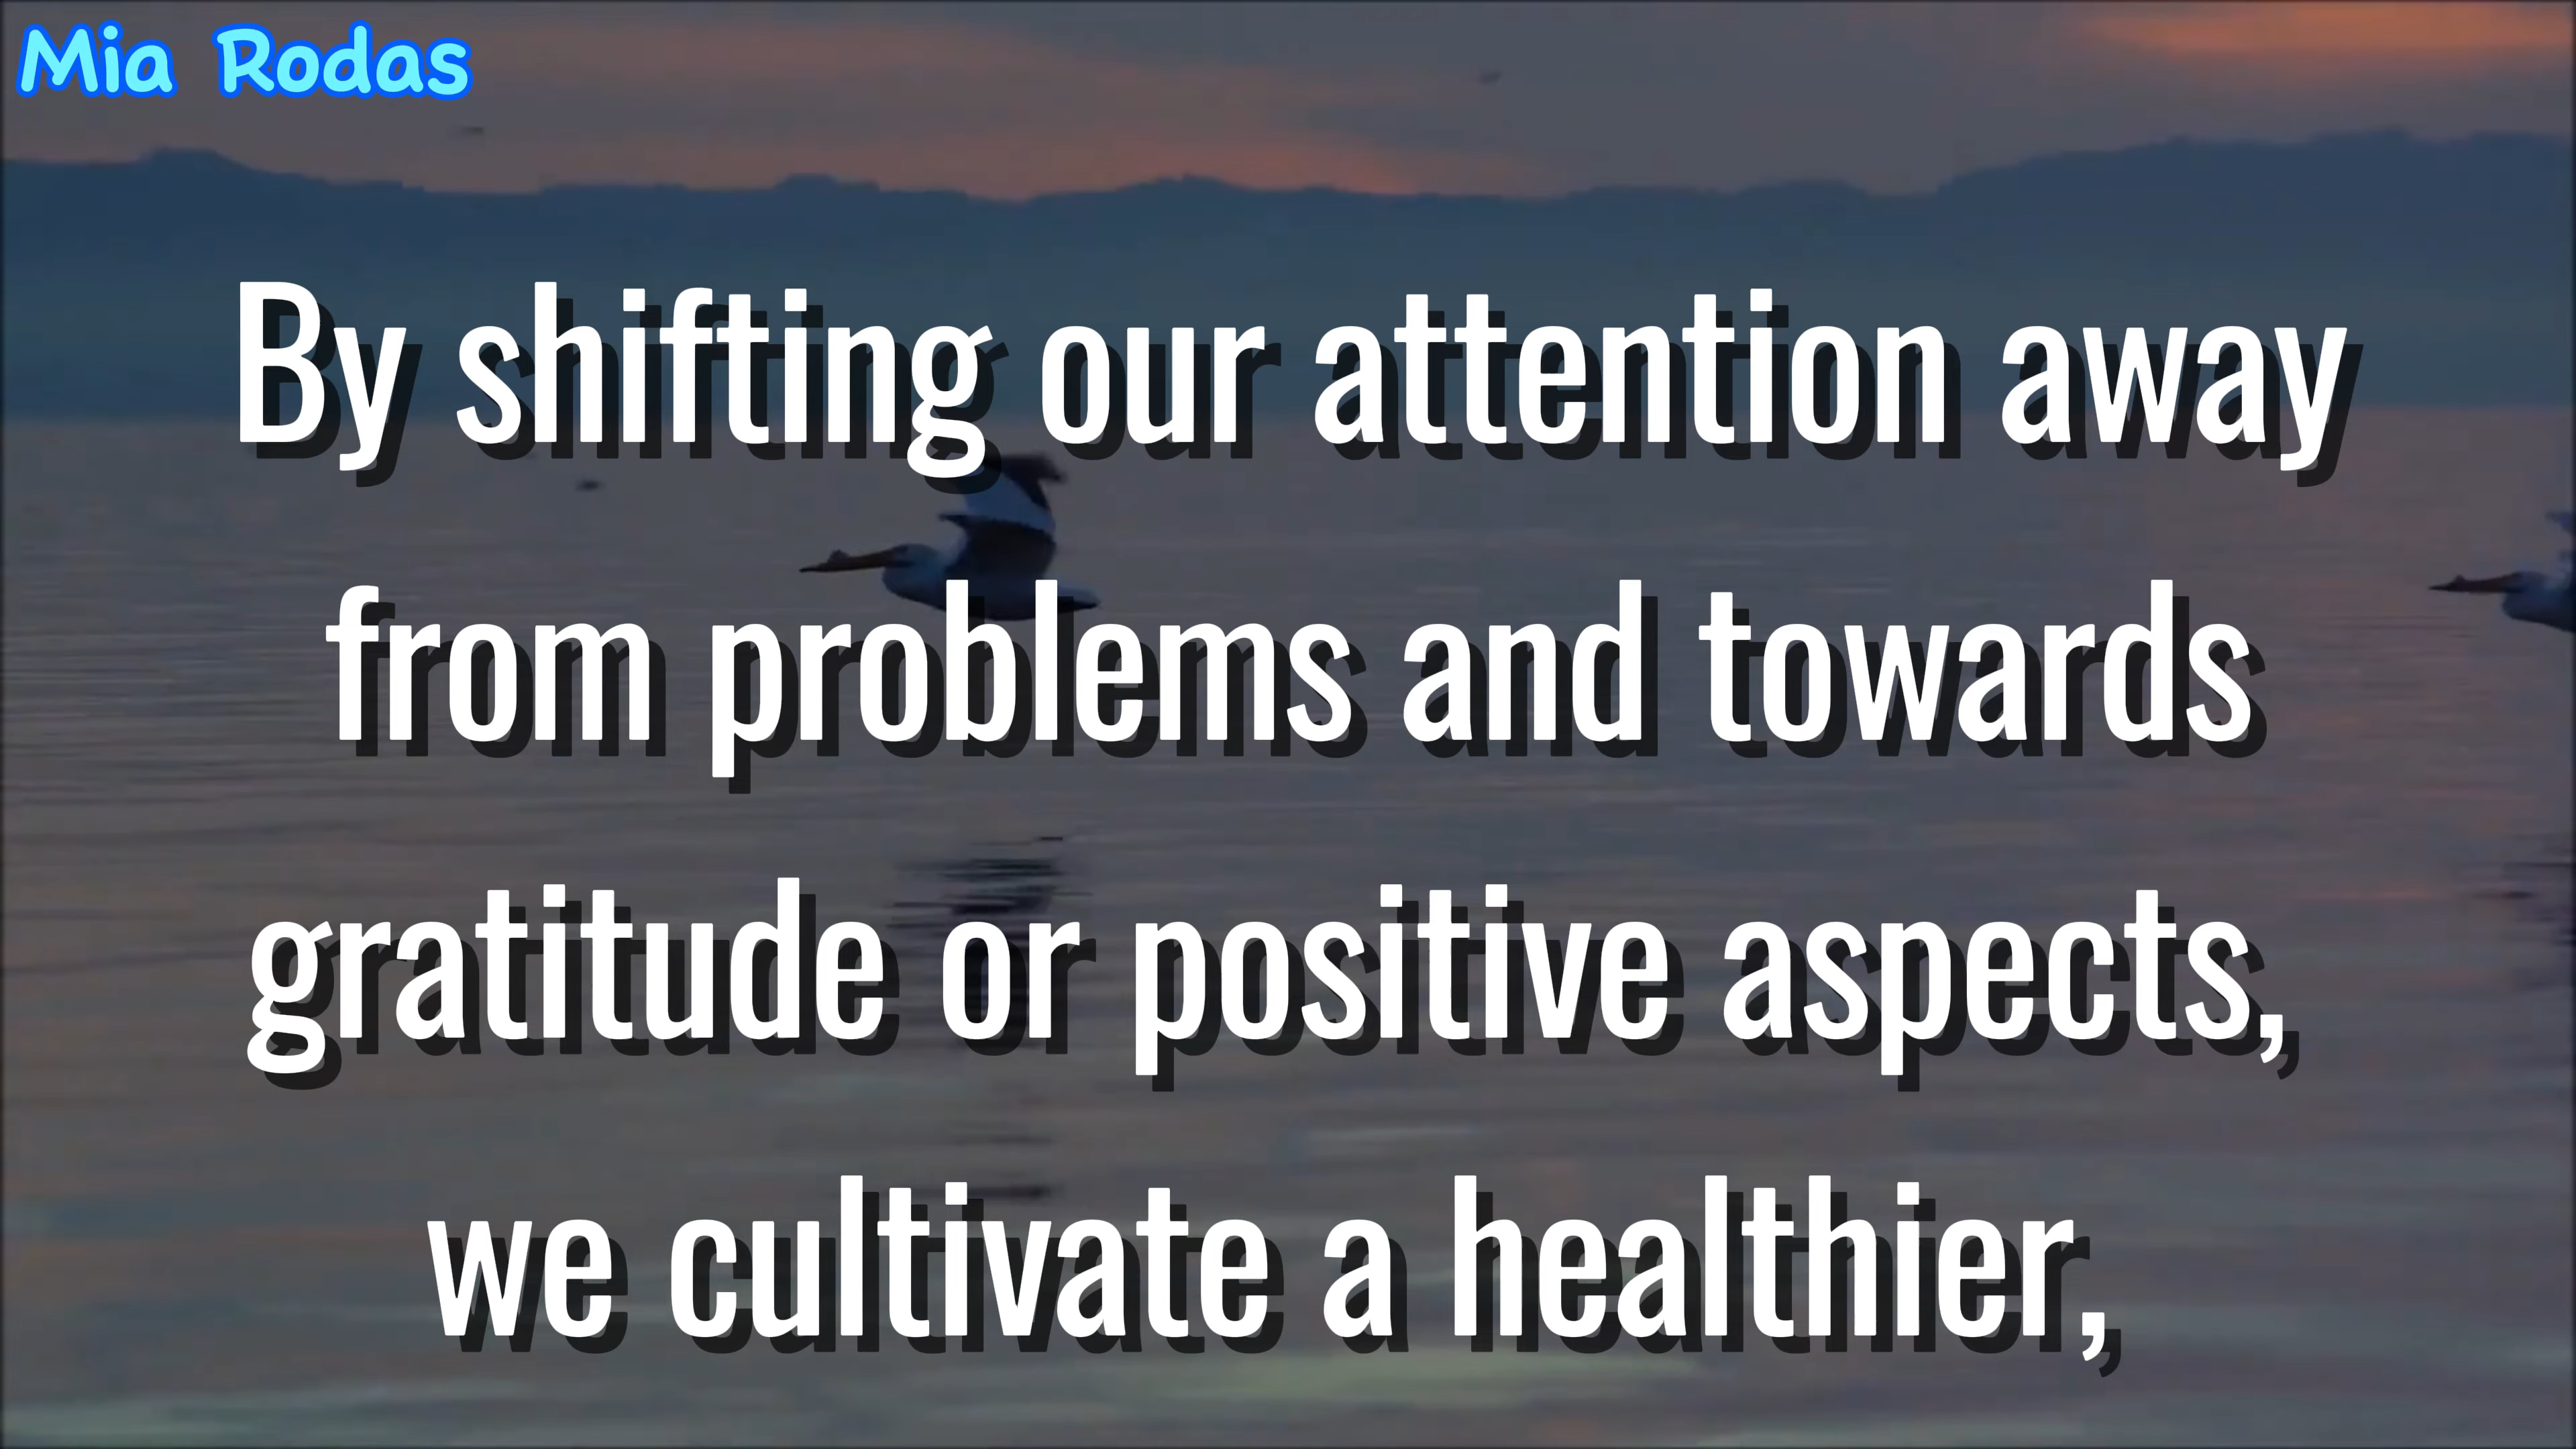 Mia Rodas
By shifting our attention away
from problems and towards
gratitude or positive aspects,
we cultivate a healthier,